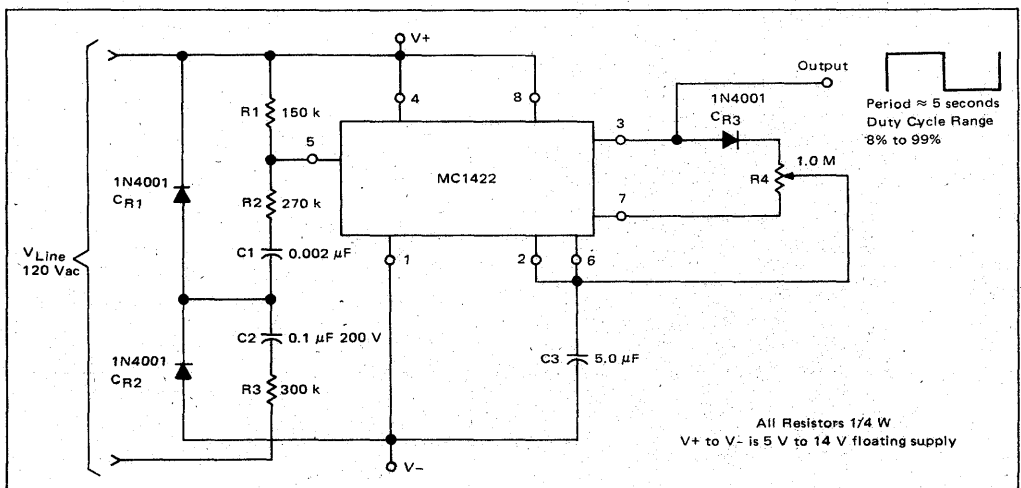 V+
Output
4
8
1N4001
CR3
Period ≈ 5 seconds
Duty Cycle Range
8% to 99%
R1
150 k
3
5
1.0 M
R4
MC1422
1N4001
CR1
R2
270 k
7
C1
0.002 μF
VLine
120 Vac
1
2
6
C2
0.1 μF 200 V
C3
5.0 μF
1N4001
CR2
R3
300 k
All Resistors 1/4 W
V+ to V– is 5 V to 14 V floating supply
V–